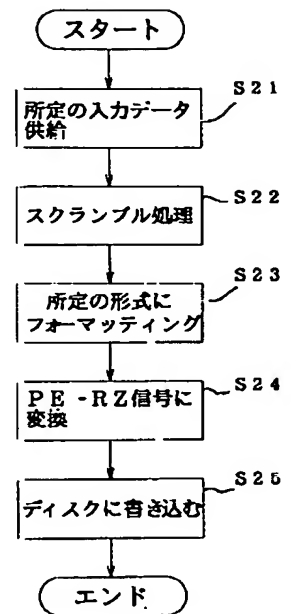 スタート
S21
所定の入力データ
供給
S22
スクランブル処理
S23
所定の形式に
フォーマッティング
S24
PE-RZ信号に
変換
S25
ディスクに書き込む
エンド